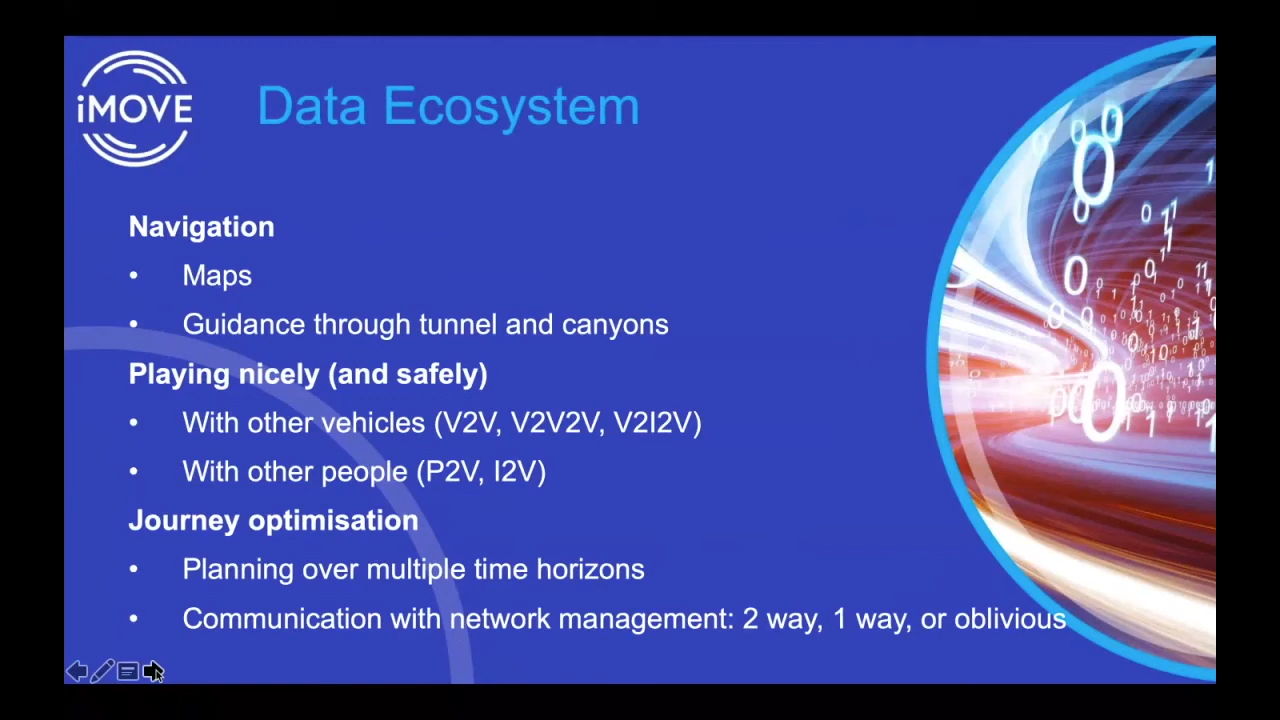 iMOVE
Data Ecosystem
Navigation
• Maps
• Guidance through tunnel and canyons
Playing nicely (and safely)
• With other vehicles (V2V, V2V2V, V2I2V)
• With other people (P2V, I2V)
Journey optimisation
• Planning over multiple time horizons
• Communication with network management: 2 way, 1 way, or oblivious